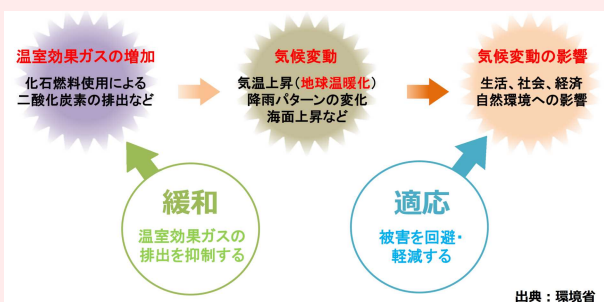 温室効果ガスの増加
化石燃料使用による
二酸化炭素の排出など
気候変動
気温上昇(地球温暖化)
降雨パターンの変化
海面上昇など
気候変動の影響
生活、社会、経済
自然環境への影響
緩和
温室効果ガスの
排出を抑制する
適応
被害を回避・
軽減する
出典：環境省